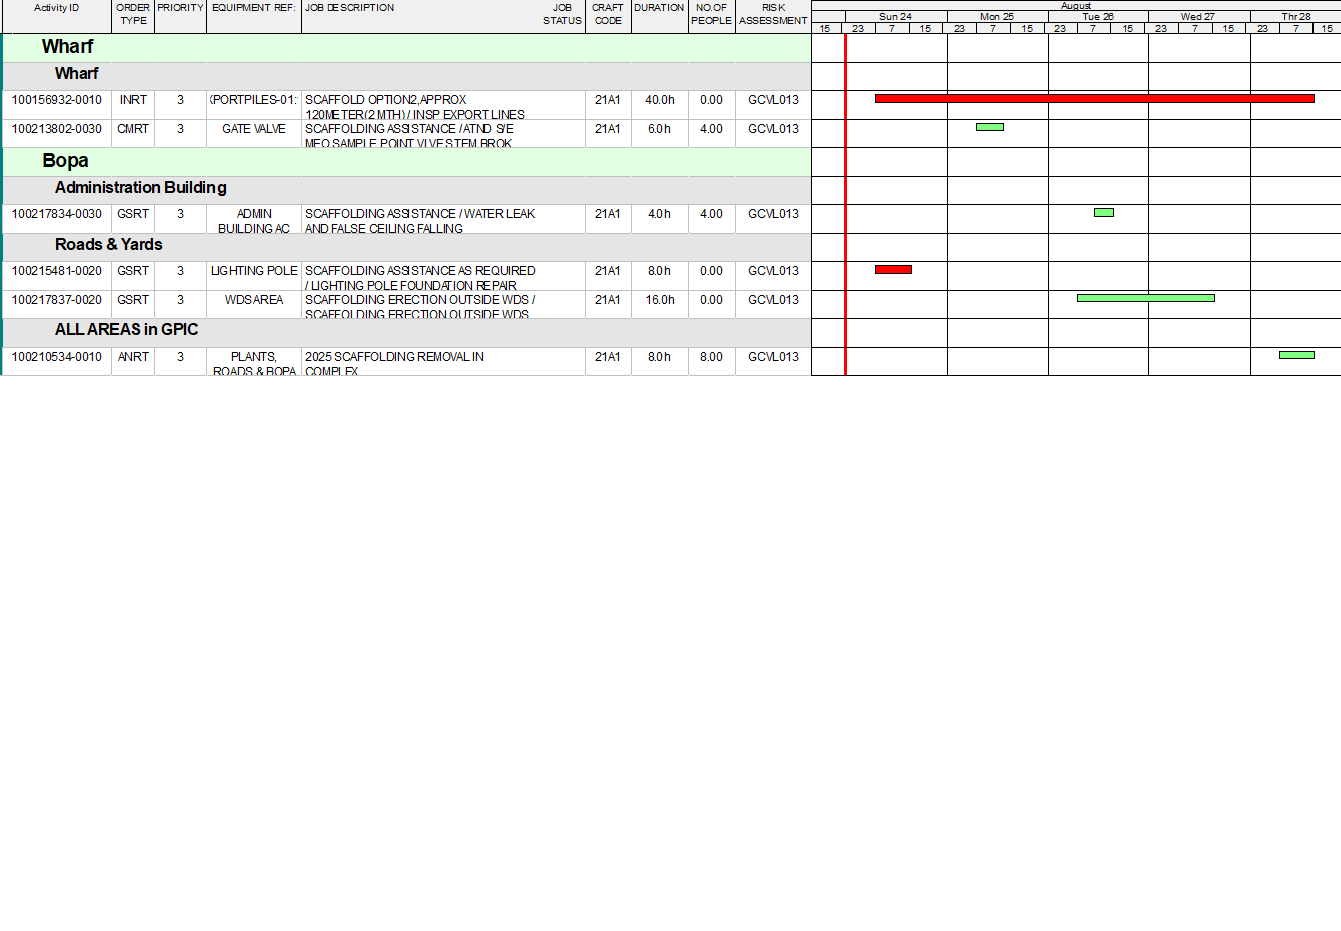 Activity ID ORDER TYPE PRIORITY EQUIPMENT REF: JOB DESCRIPTION JOB STATUS CRAFT CODE DURATION NO.OF PEOPLE RISK ASSESSMENT
August
Sun 24 Mon 25 Tue 26 Wed 27 Thr 28
15 23 7 15 23 7 15 23 7 15 23 7 15 23 7 15
Wharf
Wharf
100156932-0010 INRT 3 (PORTPILES-01: SCAFFOLD OPTION2,APPROX 21A1 40.0h 0.00 GCVL013
120METER(2 MTH) / INSP EXPORT LINES
100213802-0030 CMRT 3 GATE VALVE SCAFFOLDING ASSISTANCE / ATND S/E 21A1 6.0h 4.00 GCVL013
MEO SAMPLE POINT VLVE STEM BROK
Bopa
Administration Building
100217834-0030 GSRT 3 ADMIN SCAFFOLDING ASSISTANCE / WATER LEAK 21A1 4.0h 4.00 GCVL013
BUILDING AC AND FALSE CEILING FALLING
Roads & Yards
100215481-0020 GSRT 3 LIGHTING POLE SCAFFOLDING ASSISTANCE AS REQUIRED 21A1 8.0h 0.00 GCVL013
/ LIGHTING POLE FOUNDATION REPAIR
100217837-0020 GSRT 3 WDS AREA SCAFFOLDING ERECTION OUTSIDE WDS / 21A1 16.0h 0.00 GCVL013
SCAFFOLDING ERECTION OUTSIDE WDS
ALL AREAS in GPIC
100210534-0010 ANRT 3 PLANTS, 2025 SCAFFOLDING REMOVAL IN 21A1 8.0h 8.00 GCVL013
ROADS & BOPA COMPLEX